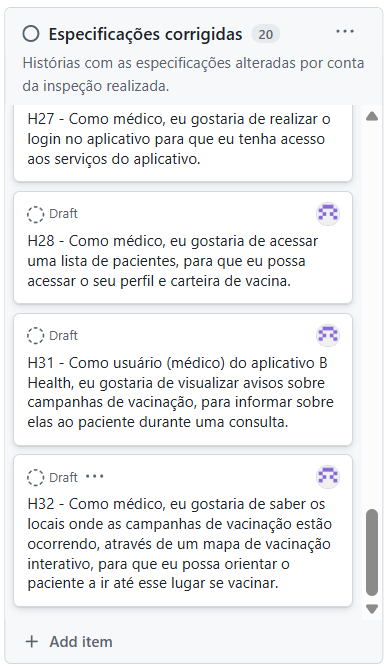 Especificações corrigidas 20 ...
Histórias com as especificações alteradas por conta
da inspeção realizada.
H27 - Como médico, eu gostaria de realizar o
login no aplicativo para que eu tenha acesso
aos serviços do aplicativo.
Draft
H28 - Como médico, eu gostaria de acessar
uma lista de pacientes, para que eu possa
acessar o seu perfil e carteira de vacina.
Draft
H31 - Como usuário (médico) do aplicativo B
Health, eu gostaria de visualizar avisos sobre
campanhas de vacinação, para informar sobre
elas ao paciente durante uma consulta.
Draft ...
H32 - Como médico, eu gostaria de saber os
locais onde as campanhas de vacinação estão
ocorrendo, através de um mapa de vacinação
interativo, para que eu possa orientar o
paciente a ir até esse lugar se vacinar.
+ Add item